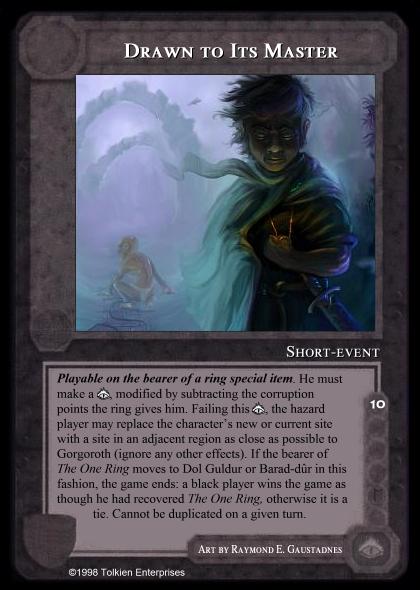 Drawn to Its Master
Short-event
Playable on the bearer of a ring special item. He must
make a , modified by subtracting the corruption
points the ring gives him. Failing this , the hazard
player may replace the character's new or current site
with a site in an adjacent region as close as possible to
Gorgoroth (ignore any other effects). If the bearer of
The One Ring moves to Dol Guldur or Barad-dûr in this
fashion, the game ends: a black player wins the game as
though he had recovered The One Ring, otherwise it is a
tie. Cannot be duplicated on a given turn.
10
Art by Raymond E. Gaustadnes
©1998 Tolkien Enterprises